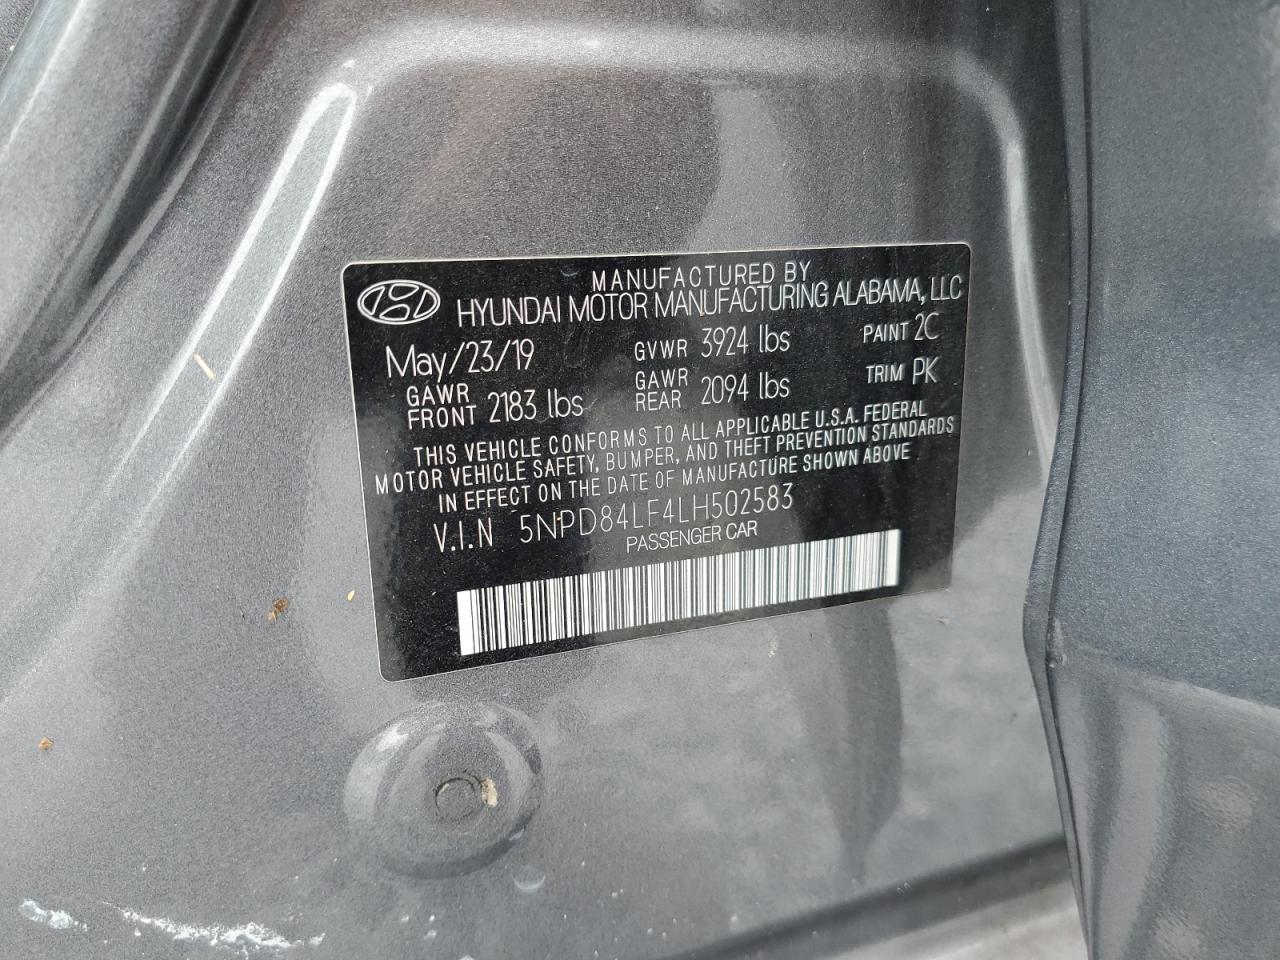 MANUFACTURED BY
HYUNDAI MOTOR MANUFACTURING ALABAMA, LLC
May/23/19 GVWR 3924 lbs PAINT 2C
GAWR FRONT 2183 lbs GAWR REAR 2094 lbs TRIM PK
THIS VEHICLE CONFORMS TO ALL APPLICABLE U.S.A. FEDERAL
MOTOR VEHICLE SAFETY, BUMPER, AND THEFT PREVENTION STANDARDS
IN EFFECT ON THE DATE OF MANUFACTURE SHOWN ABOVE
V.I.N 5NPD84LF4LH502583
PASSENGER CAR